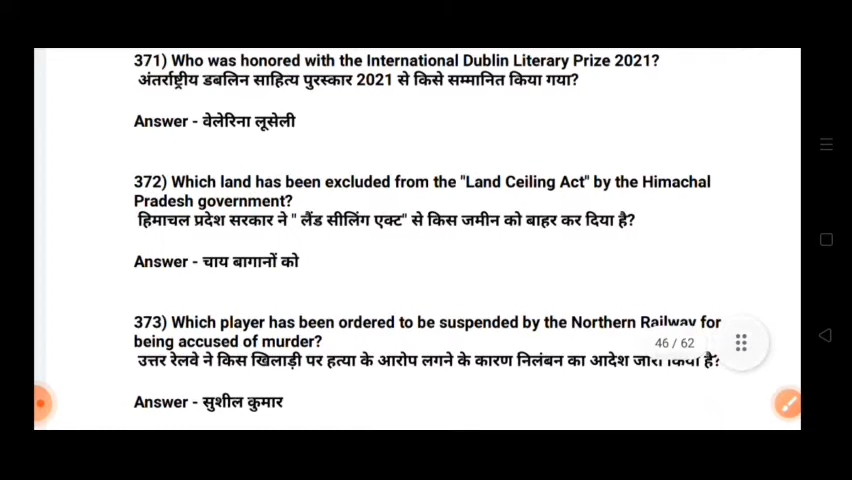 371) Who was honored with the International Dublin Literary Prize 2021?
अंतर्राष्ट्रीय डबलिन साहित्य पुरस्कार 2021 से किसे सम्मानित किया गया?
Answer - वेलेरिना लूसेली
372) Which land has been excluded from the "Land Ceiling Act" by the Himachal
Pradesh government?
हिमाचल प्रदेश सरकार ने " लैंड सीलिंग एक्ट" से किस जमीन को बाहर कर दिया है?
Answer - चाय बागानों को
373) Which player has been ordered to be suspended by the Northern Railway for
being accused of murder?
46 / 62
उत्तर रेलवे ने किस खिलाड़ी पर हत्या के आरोप लगने के कारण निलंबन का आदेश जारी किया है?
Answer - सुशील कुमार